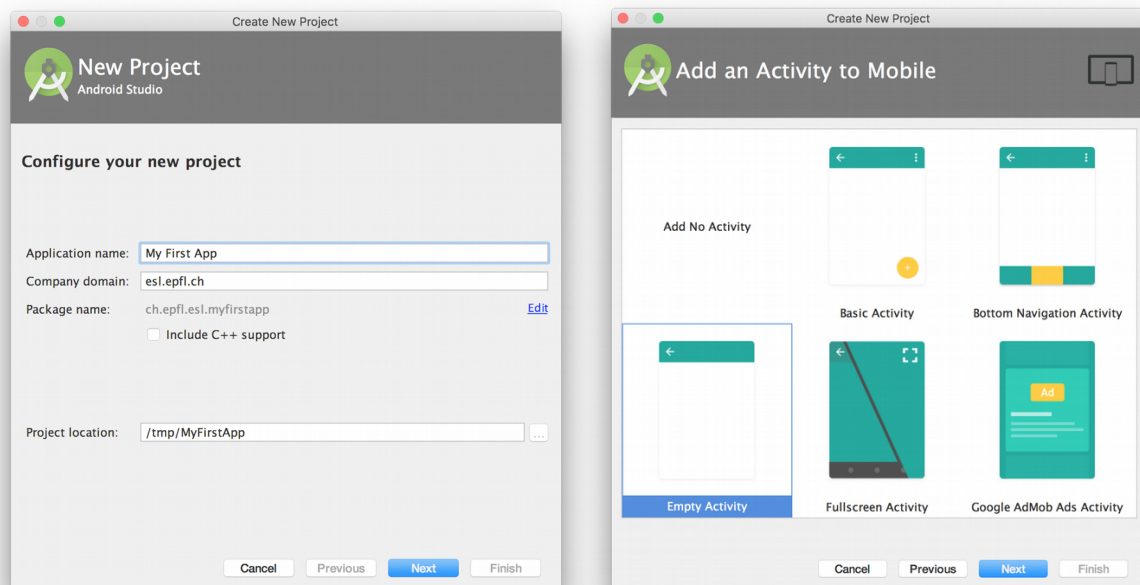 Create New Project
New Project
Android Studio
Configure your new project
Application name: My First App
Company domain: esl.epfl.ch
Package name: ch.epfl.esl.myfirstapp Edit
Include C++ support
Project location: /tmp/MyFirstApp ...
Cancel Previous Next Finish
Create New Project
Add an Activity to Mobile
Add No Activity
Basic Activity
Bottom Navigation Activity
Ad
Empty Activity
Fullscreen Activity
Google AdMob Ads Activity
Cancel Previous Next Finish